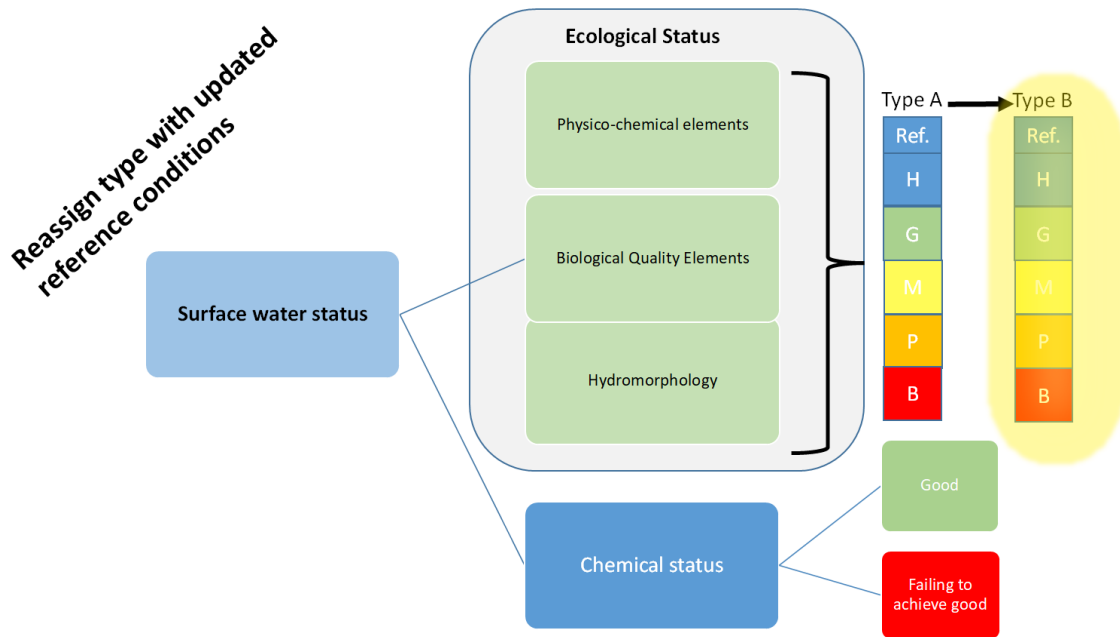 Reassign type with updated
reference conditions
Ecological Status
Physico-chemical elements
Biological Quality Elements
Hydromorphology
Surface water status
Type A
Type B
Ref.
H
G
M
P
B
Ref.
H
G
M
P
B
Chemical status
Good
Failing to
achieve good